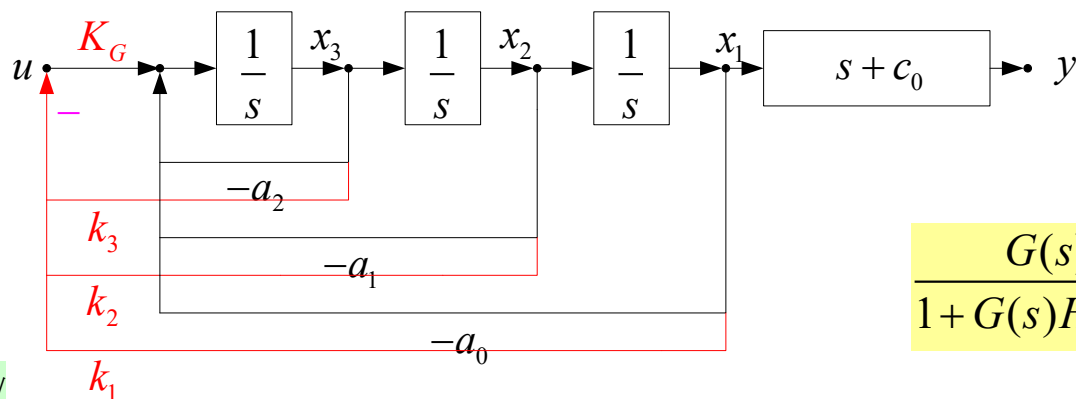 K_G
u
−
1/s
x_3
1/s
x_2
1/s
x_1
s + c_0
y
−a_2
k_3
−a_1
k_2
−a_0
k_1
G(s
1 + G(s)